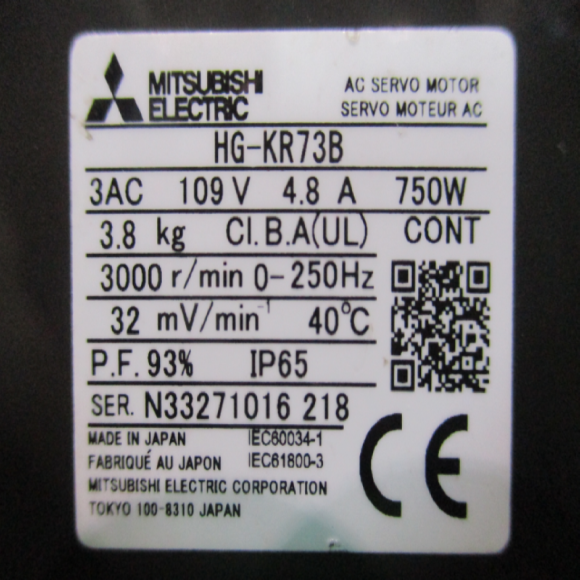 MITSUBISHI
ELECTRIC
AC SERVO MOTOR
SERVO MOTEUR AC
HG-KR73B
3AC 109 V 4.8 A 750W
3.8 kg CI.B.A(UL) CONT
3000 r/min 0-250Hz
32 mV/min⁻¹ 40℃
P.F. 93% IP65
SER. N33271016 218
MADE IN JAPAN IEC60034-1
FABRIQUÉ AU JAPON IEC61800-3
MITSUBISHI ELECTRIC CORPORATION
TOKYO 100-8310 JAPAN
CE